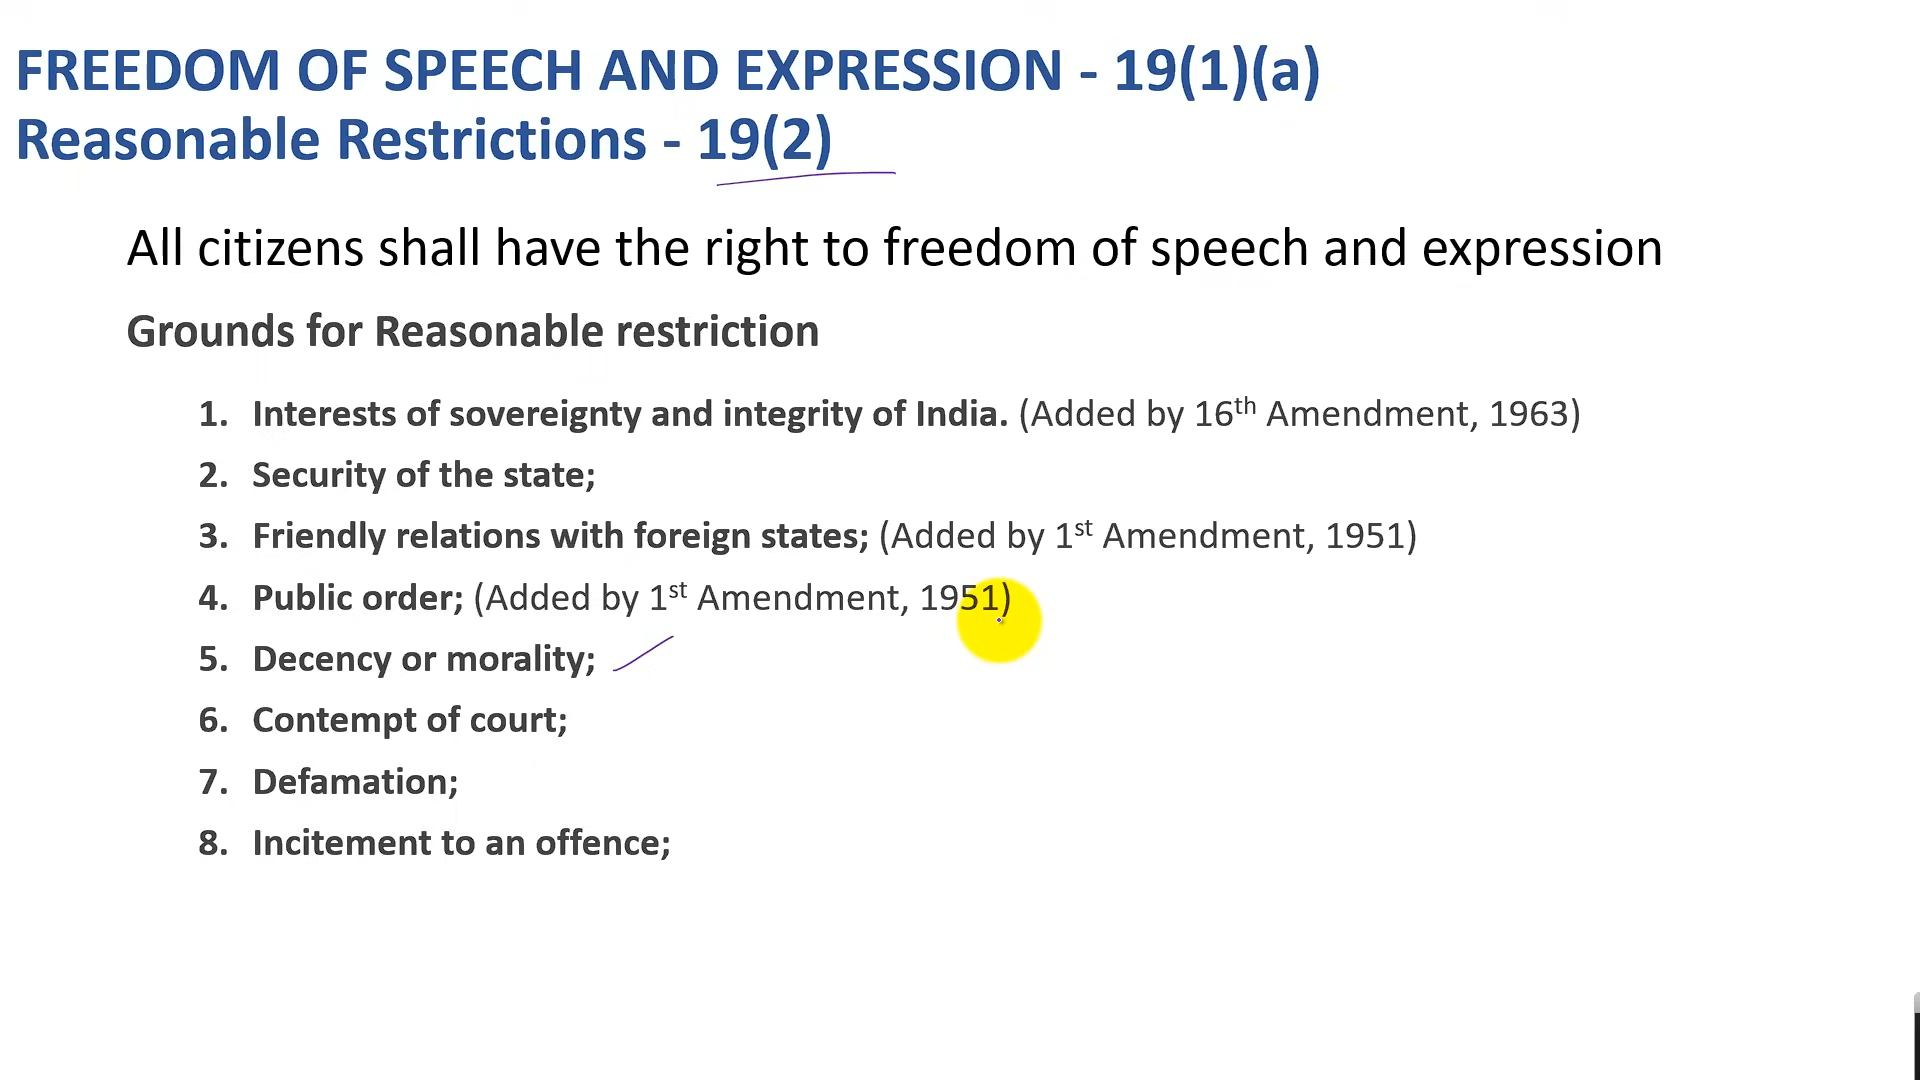 FREEDOM OF SPEECH AND EXPRESSION - 19(1)(a)
Reasonable Restrictions - 19(2)
All citizens shall have the right to freedom of speech and expression
Grounds for Reasonable restriction
1. Interests of sovereignty and integrity of India. (Added by 16th Amendment, 1963)
2. Security of the state;
3. Friendly relations with foreign states; (Added by 1st Amendment, 1951)
4. Public order; (Added by 1st Amendment, 1951)
5. Decency or morality;
6. Contempt of court;
7. Defamation;
8. Incitement to an offence;